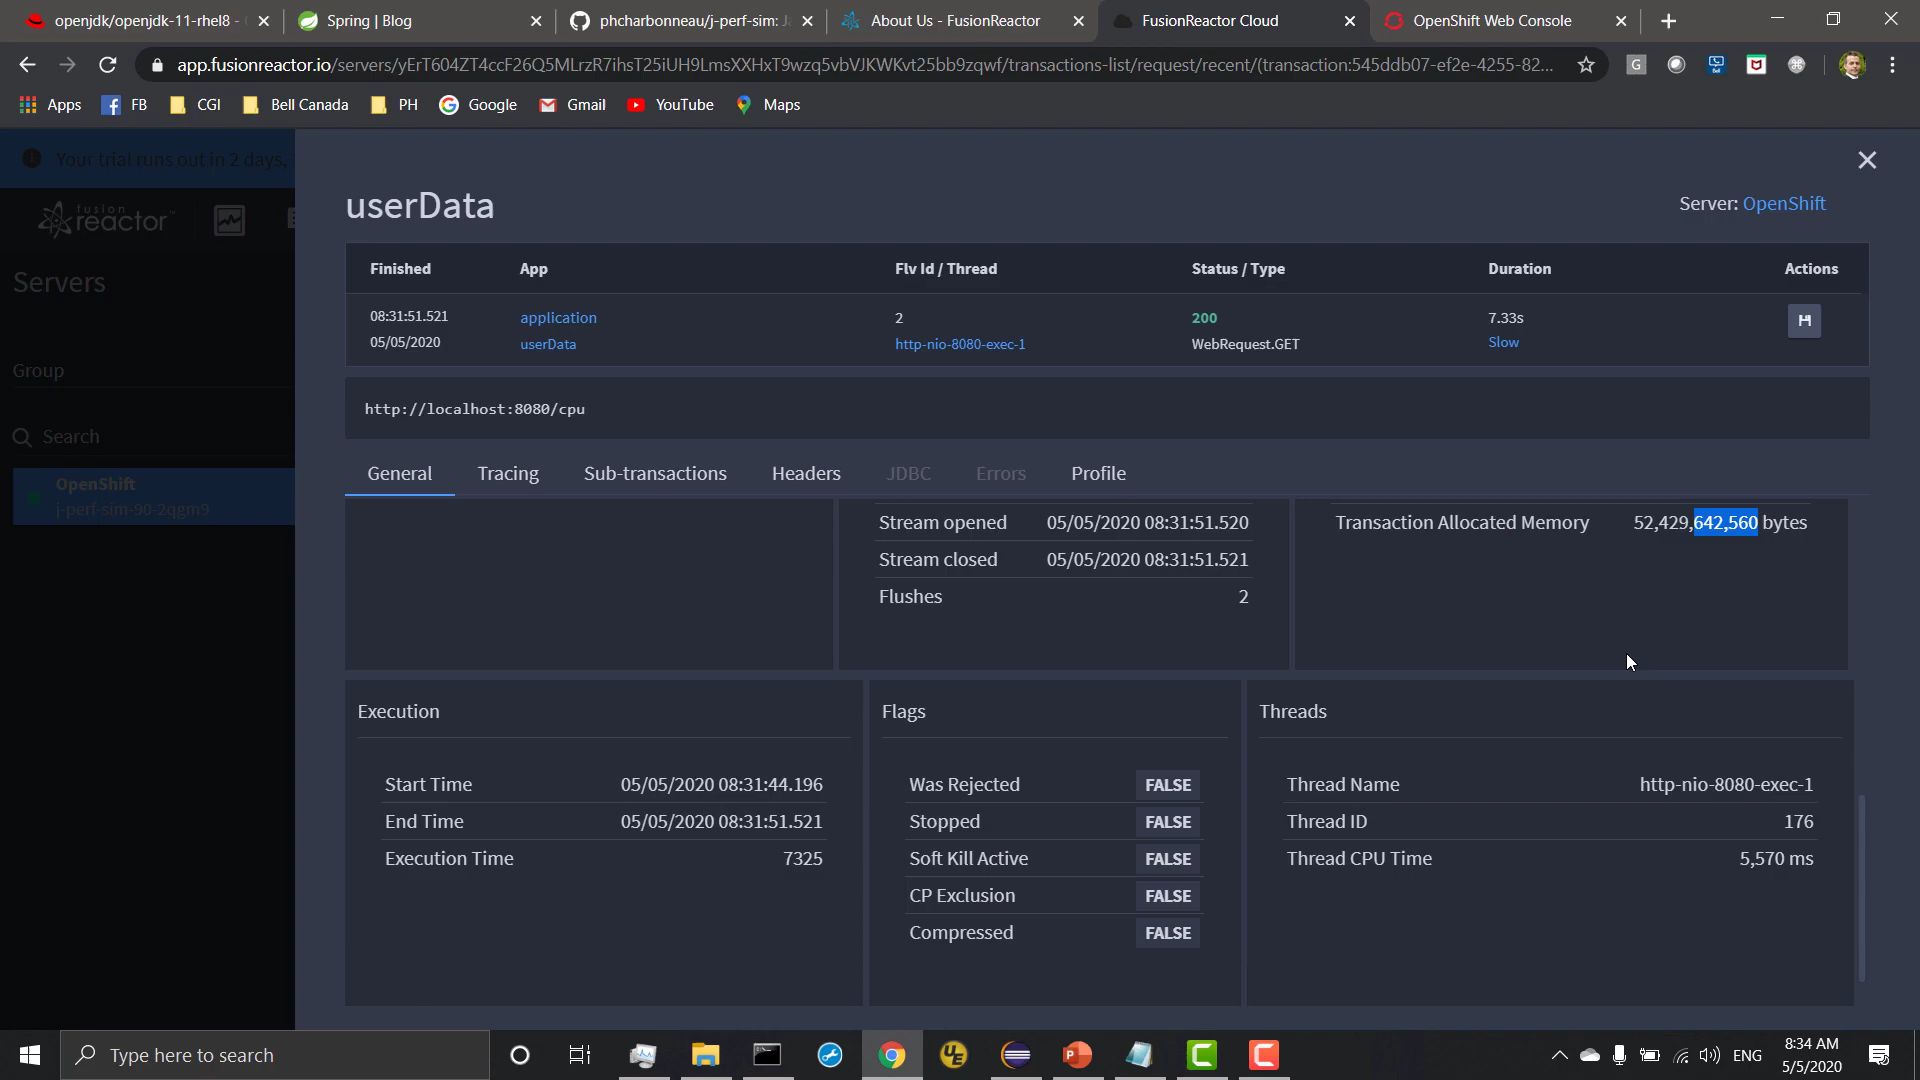 openjdk/openjdk-11-rhel8 -
Spring | Blog
phcharbonneau/j-perf-sim: J
About Us - FusionReactor
FusionReactor Cloud
OpenShift Web Console
app.fusionreactor.io/servers/yErT604ZT4ccF26Q5MLrzR7ihsT25iUH9LmsXXHxT9wzq5vbVJKWKvt25bb9zqwf/transactions-list/request/recent/(transaction:545ddb07-ef2e-4255-82...
Apps
FB
CGI
Bell Canada
PH
Google
Gmail
YouTube
Maps
Your trial runs out in 2 days,
fusion
reactor
Servers
Group
Search
OpenShift
j-perf-sim-90-2qgm9
userData
Server: OpenShift
Finished App Flv Id / Thread Status / Type Duration Actions
08:31:51.521 application 2 200 7.33s
05/05/2020 userData http-nio-8080-exec-1 WebRequest.GET Slow
http://localhost:8080/cpu
General Tracing Sub-transactions Headers JDBC Errors Profile
Stream opened 05/05/2020 08:31:51.520
Stream closed 05/05/2020 08:31:51.521
Flushes 2
Transaction Allocated Memory 52,429,642,560 bytes
Execution
Start Time 05/05/2020 08:31:44.196
End Time 05/05/2020 08:31:51.521
Execution Time 7325
Flags
Was Rejected FALSE
Stopped FALSE
Soft Kill Active FALSE
CP Exclusion FALSE
Compressed FALSE
Threads
Thread Name http-nio-8080-exec-1
Thread ID 176
Thread CPU Time 5,570 ms
Type here to search
ENG
8:34 AM
5/5/2020